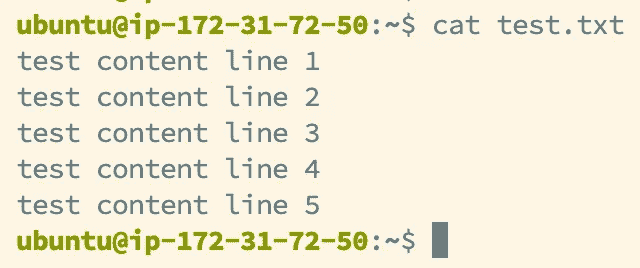 ubuntu@ip-172-31-72-50:~$ cat test.txt
test content line 1
test content line 2
test content line 3
test content line 4
test content line 5
ubuntu@ip-172-31-72-50:~$